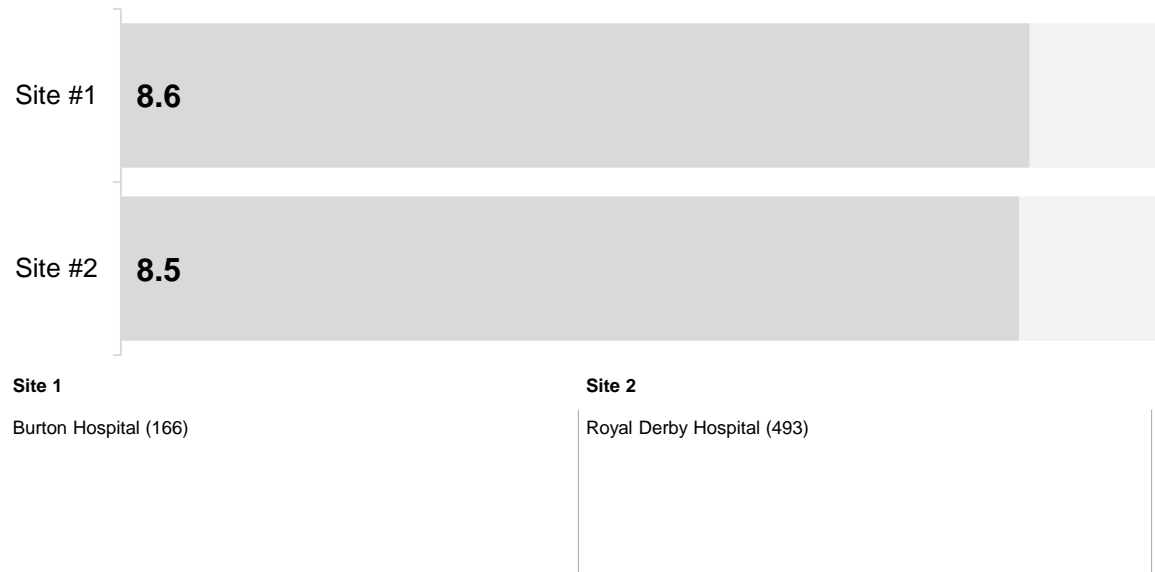 Site #1
8.6
Site #2
8.5
Site 1
Burton Hospital (166)
Site 2
Royal Derby Hospital (493)